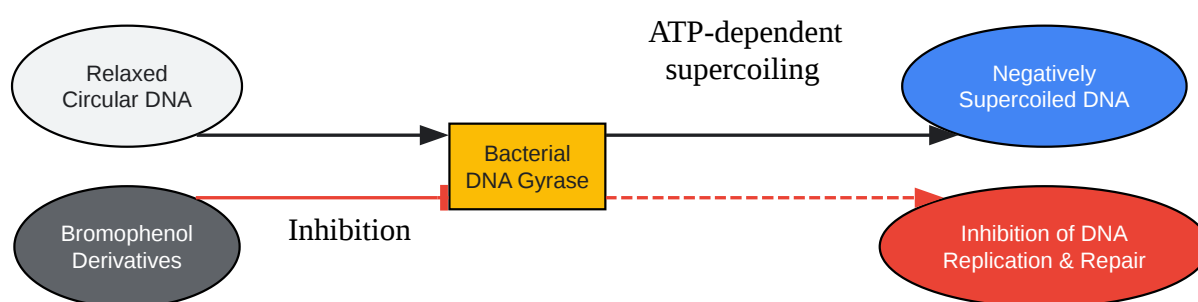 Relaxed
Circular DNA
ATP-dependent
supercoiling
Negatively
Supercoiled DNA
Bacterial
DNA Gyrase
Bromophenol
Derivatives
Inhibition
Inhibition of DNA
Replication & Repair